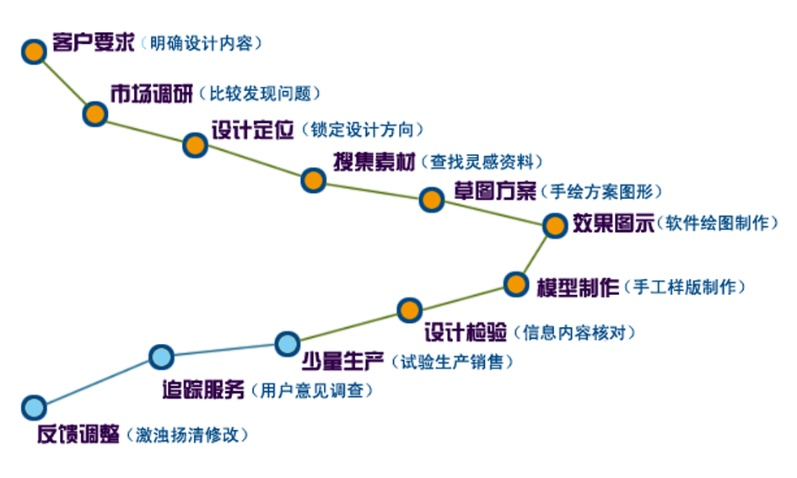 客户要求（明确设计内容）
市场调研（比较发现问题）
设计定位（锁定设计方向）
搜集素材（查找灵感资料）
草图方案（手绘方案图形）
效果图示（软件绘图制作）
模型制作（手工样版制作）
设计检验（信息内容核对）
少量生产（试验生产销售）
追踪服务（用户意见调查）
反馈调整（激浊扬清修改）